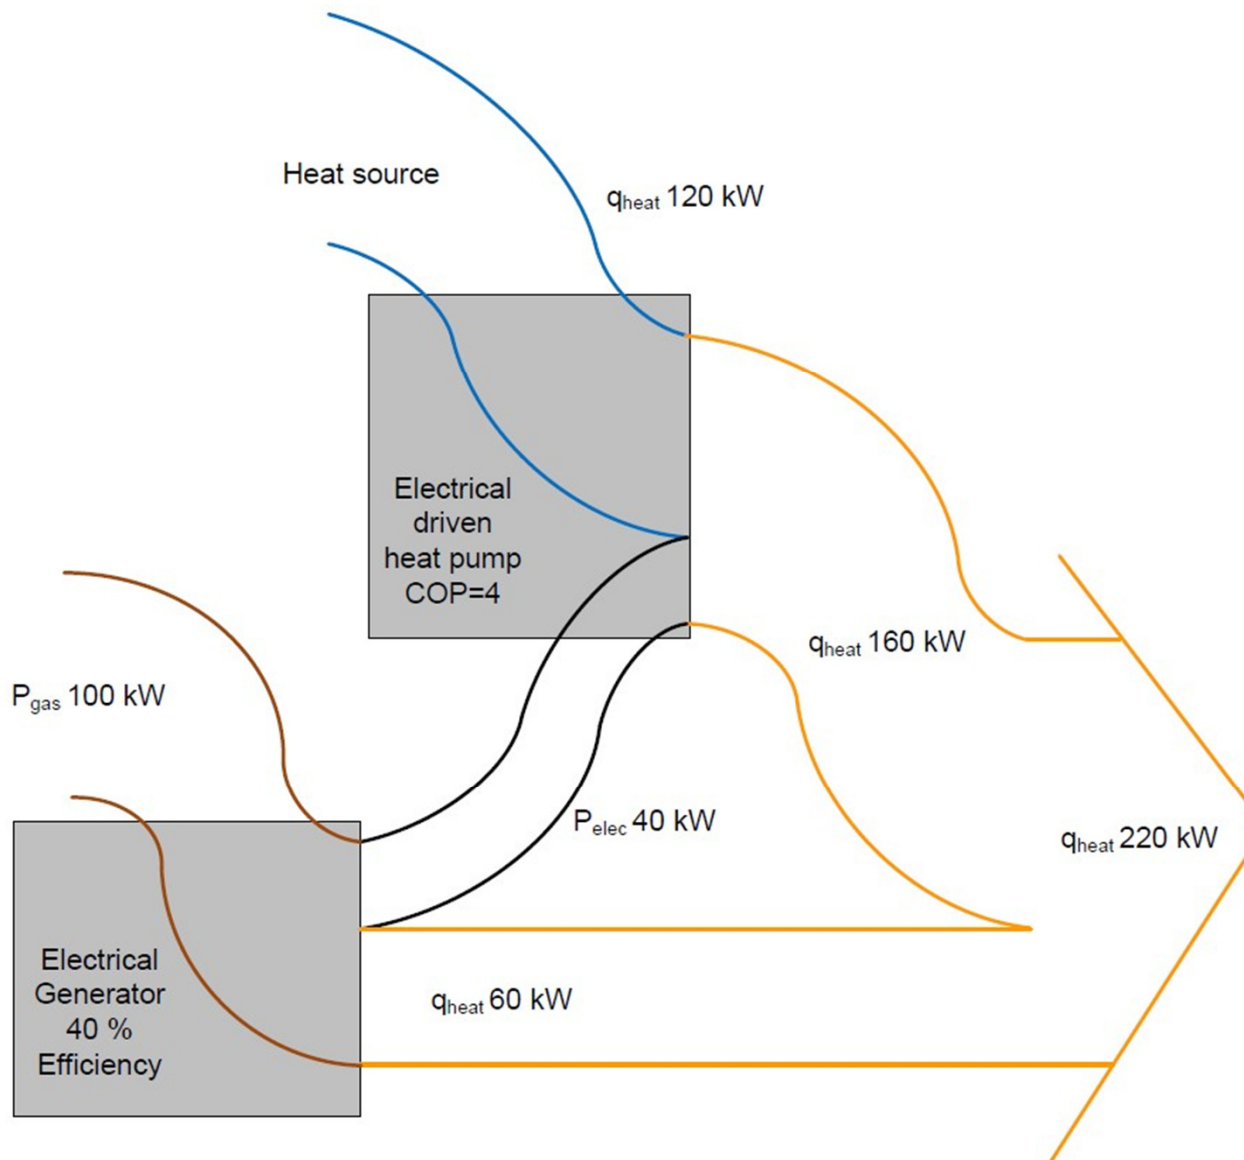 Heat source
qheat 120 kW
Electrical
driven
heat pump
COP=4
qheat 160 kW
Pgas 100 kW
Pelec 40 kW
qheat 220 kW
Electrical
Generator
40 %
Efficiency
qheat 60 kW